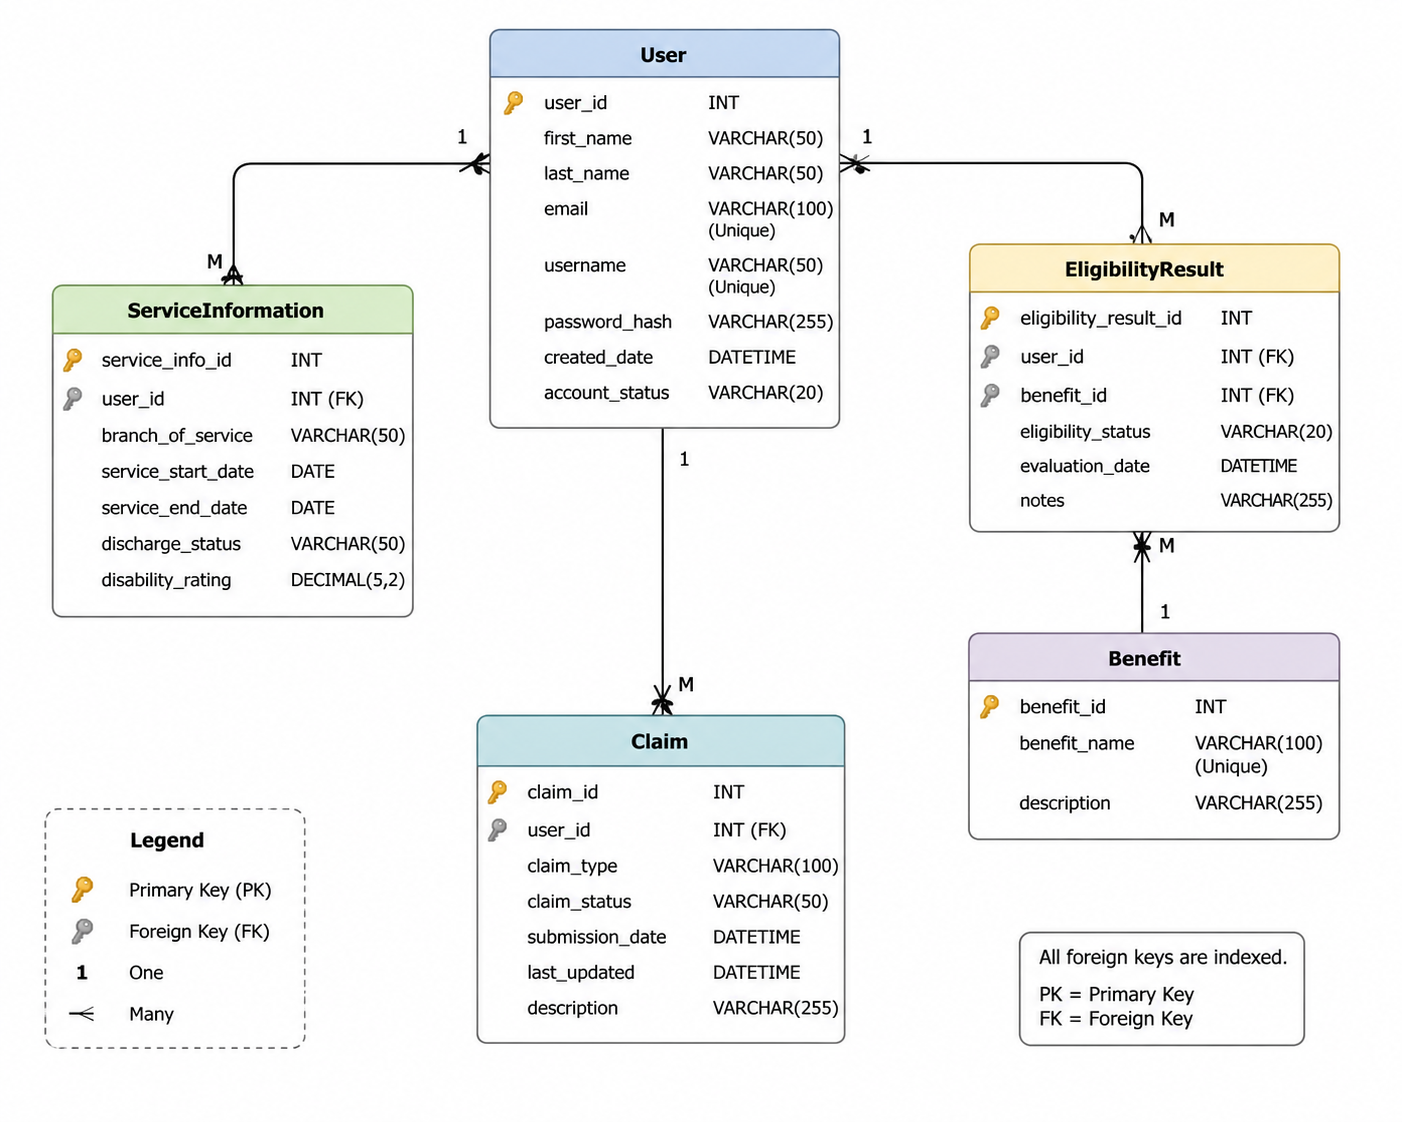 User
user_id INT
first_name VARCHAR(50)
last_name VARCHAR(50)
email VARCHAR(100)
(Unique)
username VARCHAR(50)
(Unique)
password_hash VARCHAR(255)
created_date DATETIME
account_status VARCHAR(20)
1
M
1
M
1
M
ServiceInformation
service_info_id INT
user_id INT (FK)
branch_of_service VARCHAR(50)
service_start_date DATE
service_end_date DATE
discharge_status VARCHAR(50)
disability_rating DECIMAL(5,2)
EligibilityResult
eligibility_result_id INT
user_id INT (FK)
benefit_id INT (FK)
eligibility_status VARCHAR(20)
evaluation_date DATETIME
notes VARCHAR(255)
M
1
Benefit
benefit_id INT
benefit_name VARCHAR(100)
(Unique)
description VARCHAR(255)
Claim
claim_id INT
user_id INT (FK)
claim_type VARCHAR(100)
claim_status VARCHAR(50)
submission_date DATETIME
last_updated DATETIME
description VARCHAR(255)
Legend
Primary Key (PK)
Foreign Key (FK)
1 One
Many
All foreign keys are indexed.
PK = Primary Key
FK = Foreign Key